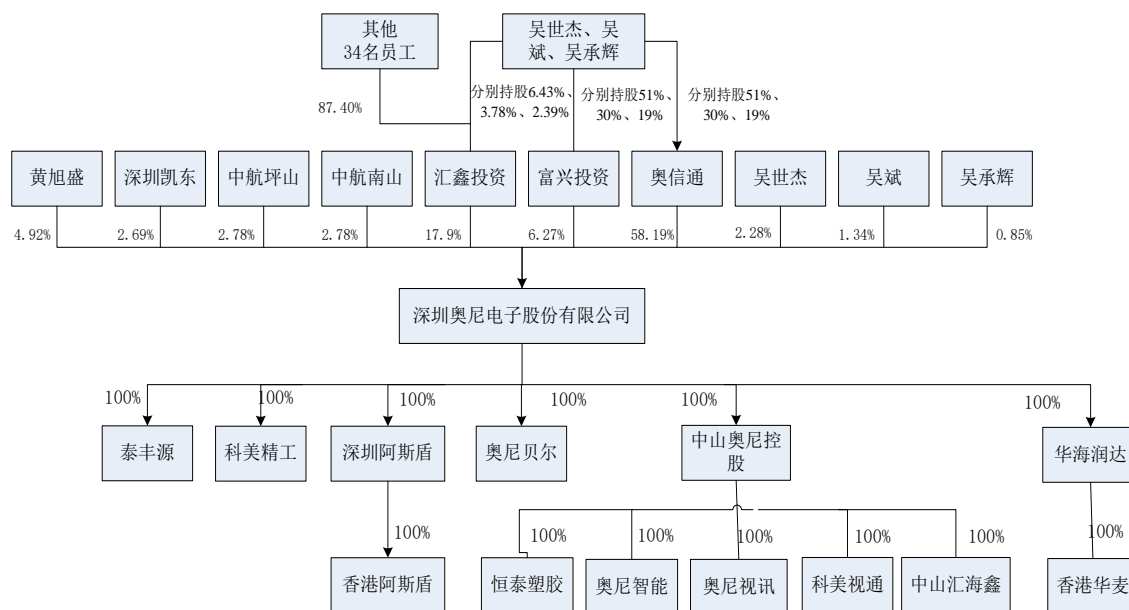 其他
34名员工
吴世杰、吴
斌、吴承辉
87.40%
分别持股6.43%、
3.78%、2.39%
分别持股51%、
30%、19%
分别持股51%、
30%、19%
黄旭盛
深圳凯东
中航坪山
中航南山
汇鑫投资
富兴投资
奥信通
吴世杰
吴斌
吴承辉
4.92%
2.69%
2.78%
2.78%
17.9%
6.27%
58.19%
2.28%
1.34%
0.85%
深圳奥尼电子股份有限公司
100%
100%
100%
100%
100%
100%
泰丰源
科美精工
深圳阿斯盾
奥尼贝尔
中山奥尼控
股
华海润达
100%
100%
100%
100%
100%
100%
100%
香港阿斯盾
恒泰塑胶
奥尼智能
奥尼视讯
科美视通
中山汇海鑫
香港华麦